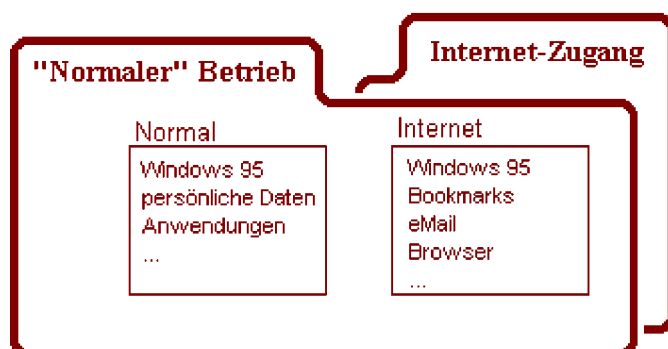 "Normaler" Betrieb
Internet-Zugang
Normal
Windows 95
persönliche Daten
Anwendungen
...
Internet
Windows 95
Bookmarks
eMail
Browser
...